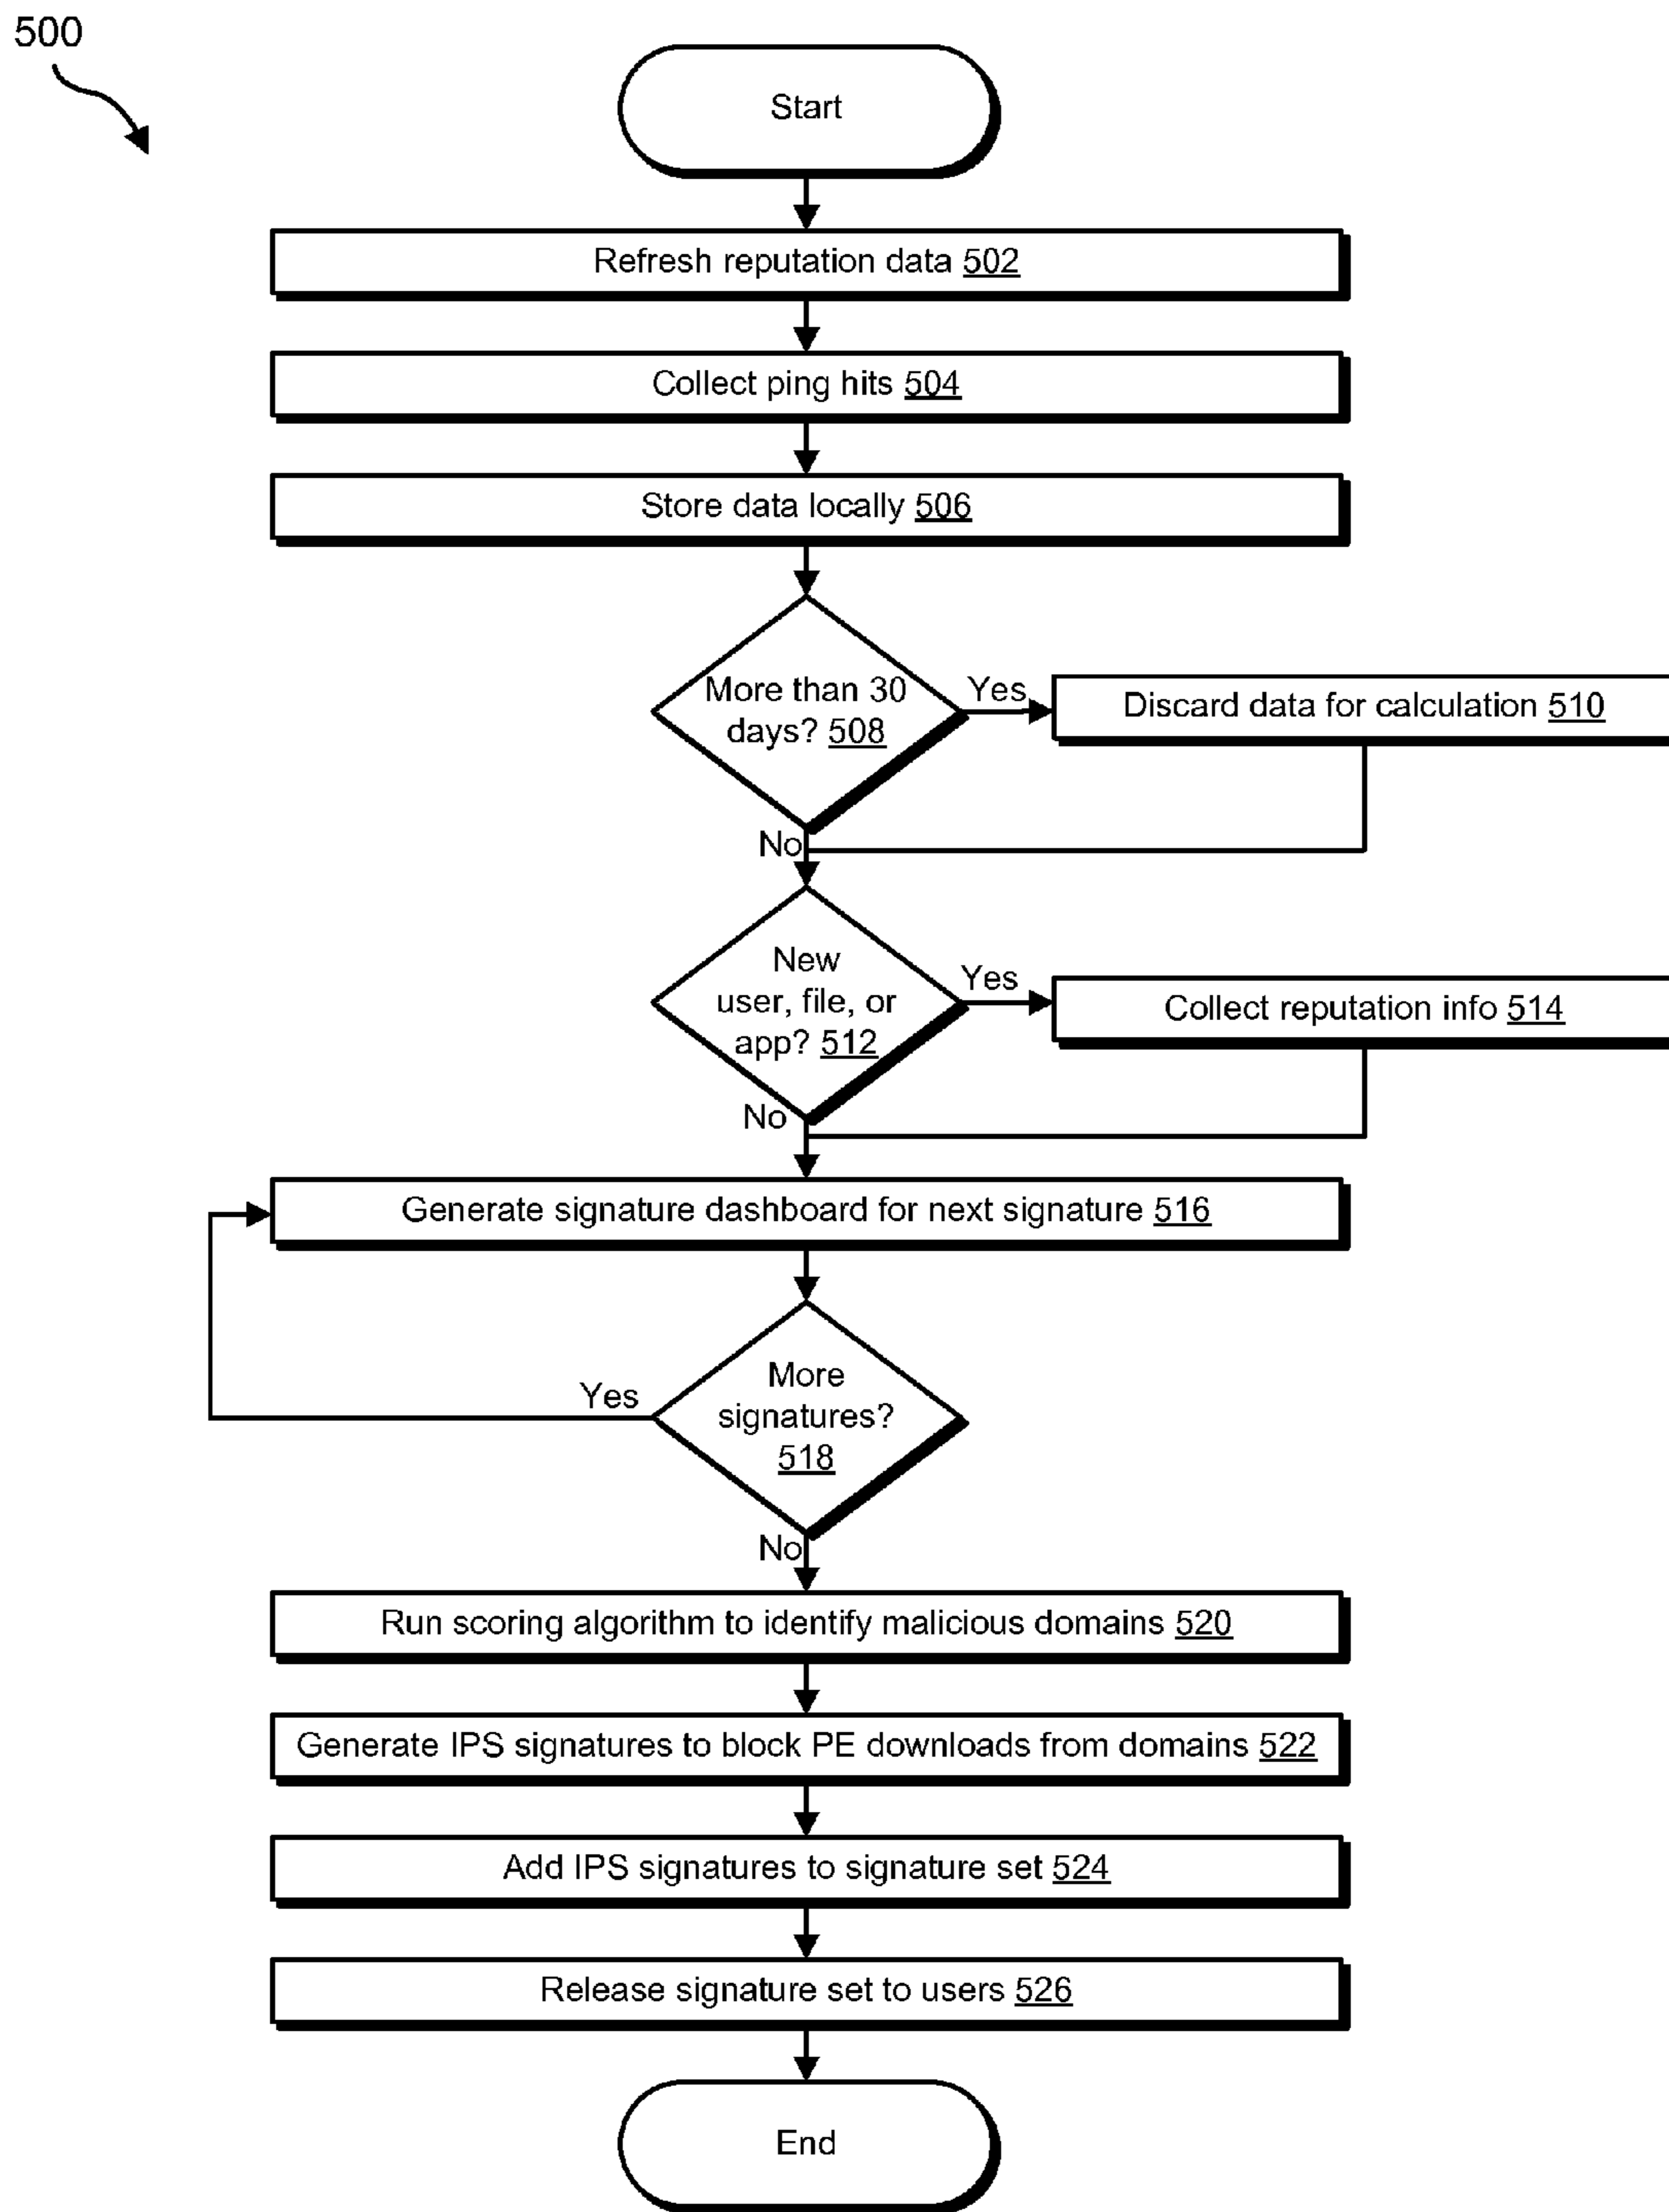 500
Start
Refresh reputation data 502
Collect ping hits 504
Store data locally 506
More than 30
days? 508
Yes
Discard data for calculation 510
No
New
user, file, or
app? 512
Yes
Collect reputation info 514
No
Generate signature dashboard for next signature 516
More
signatures?
518
Yes
No
Run scoring algorithm to identify malicious domains 520
Generate IPS signatures to block PE downloads from domains 522
Add IPS signatures to signature set 524
Release signature set to users 526
End